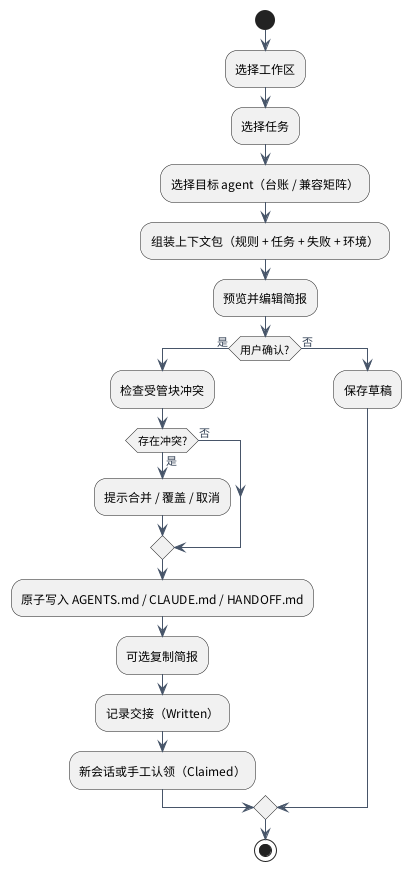 选择工作区
选择任务
选择目标 agent（台账 / 兼容矩阵）
组装上下文包（规则 + 任务 + 失败 + 环境）
预览并编辑简报
是
用户确认?
否
检查受管块冲突
保存草稿
存在冲突?
否
是
提示合并 / 覆盖 / 取消
原子写入 AGENTS.md / CLAUDE.md / HANDOFF.md
可选复制简报
记录交接（Written）
新会话或手工认领（Claimed）